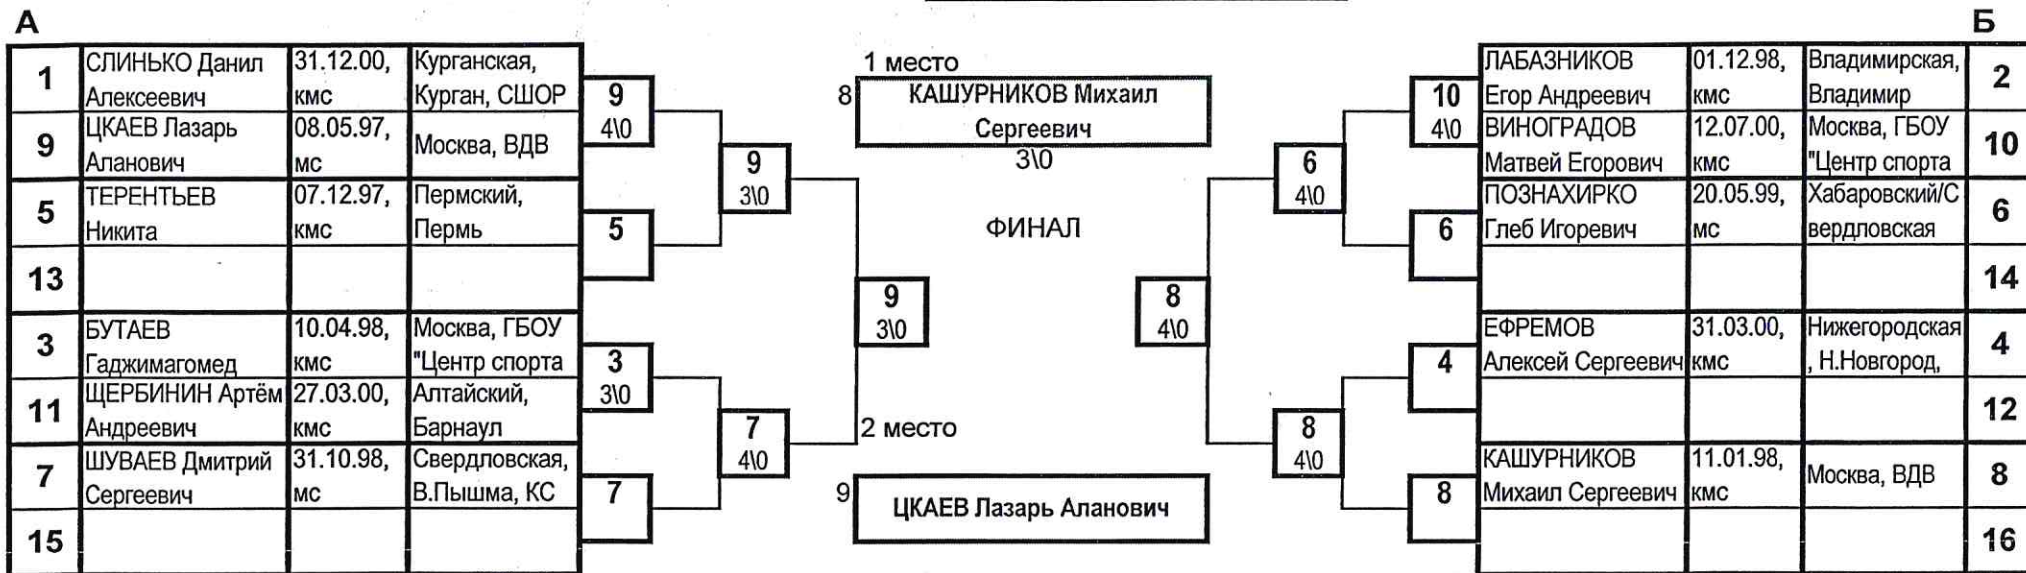 А
Б
1
СЛИНЬКО Данил
Алексеевич
31.12.00,
кмс
Курганская,
Курган, СШОР
9
ЦКАЕВ Лазарь
Аланович
08.05.97,
мс
Москва, ВДВ
5
ТЕРЕНТЬЕВ
Никита
07.12.97,
кмс
Пермский,
Пермь
13
3
БУТАЕВ
Гаджимагомед
10.04.98,
кмс
Москва, ГБОУ
"Центр спорта
11
ЩЕРБИНИН Артём
Андреевич
27.03.00,
кмс
Алтайский,
Барнаул
7
ШУВАЕВ Дмитрий
Сергеевич
31.10.98,
мс
Свердловская,
В.Пышма, КС
15
9
4\0
5
3
3\0
7
9
3\0
7
4\0
9
3\0
1 место
8
КАШУРНИКОВ Михаил
Сергеевич
3\0
ФИНАЛ
2 место
9
ЦКАЕВ Лазарь Аланович
8
4\0
6
4\0
8
4\0
10
4\0
6
4
8
ЛАБАЗНИКОВ
Егор Андреевич
01.12.98,
кмс
Владимирская,
Владимир
2
ВИНОГРАДОВ
Матвей Егорович
12.07.00,
кмс
Москва, ГБОУ
"Центр спорта
10
ПОЗНАХИРКО
Глеб Игоревич
20.05.99,
мс
Хабаровский/С
вердловская
6
14
ЕФРЕМОВ
Алексей Сергеевич
31.03.00,
кмс
Нижегородская
, Н.Новгород,
4
12
КАШУРНИКОВ
Михаил Сергеевич
11.01.98,
кмс
Москва, ВДВ
8
16